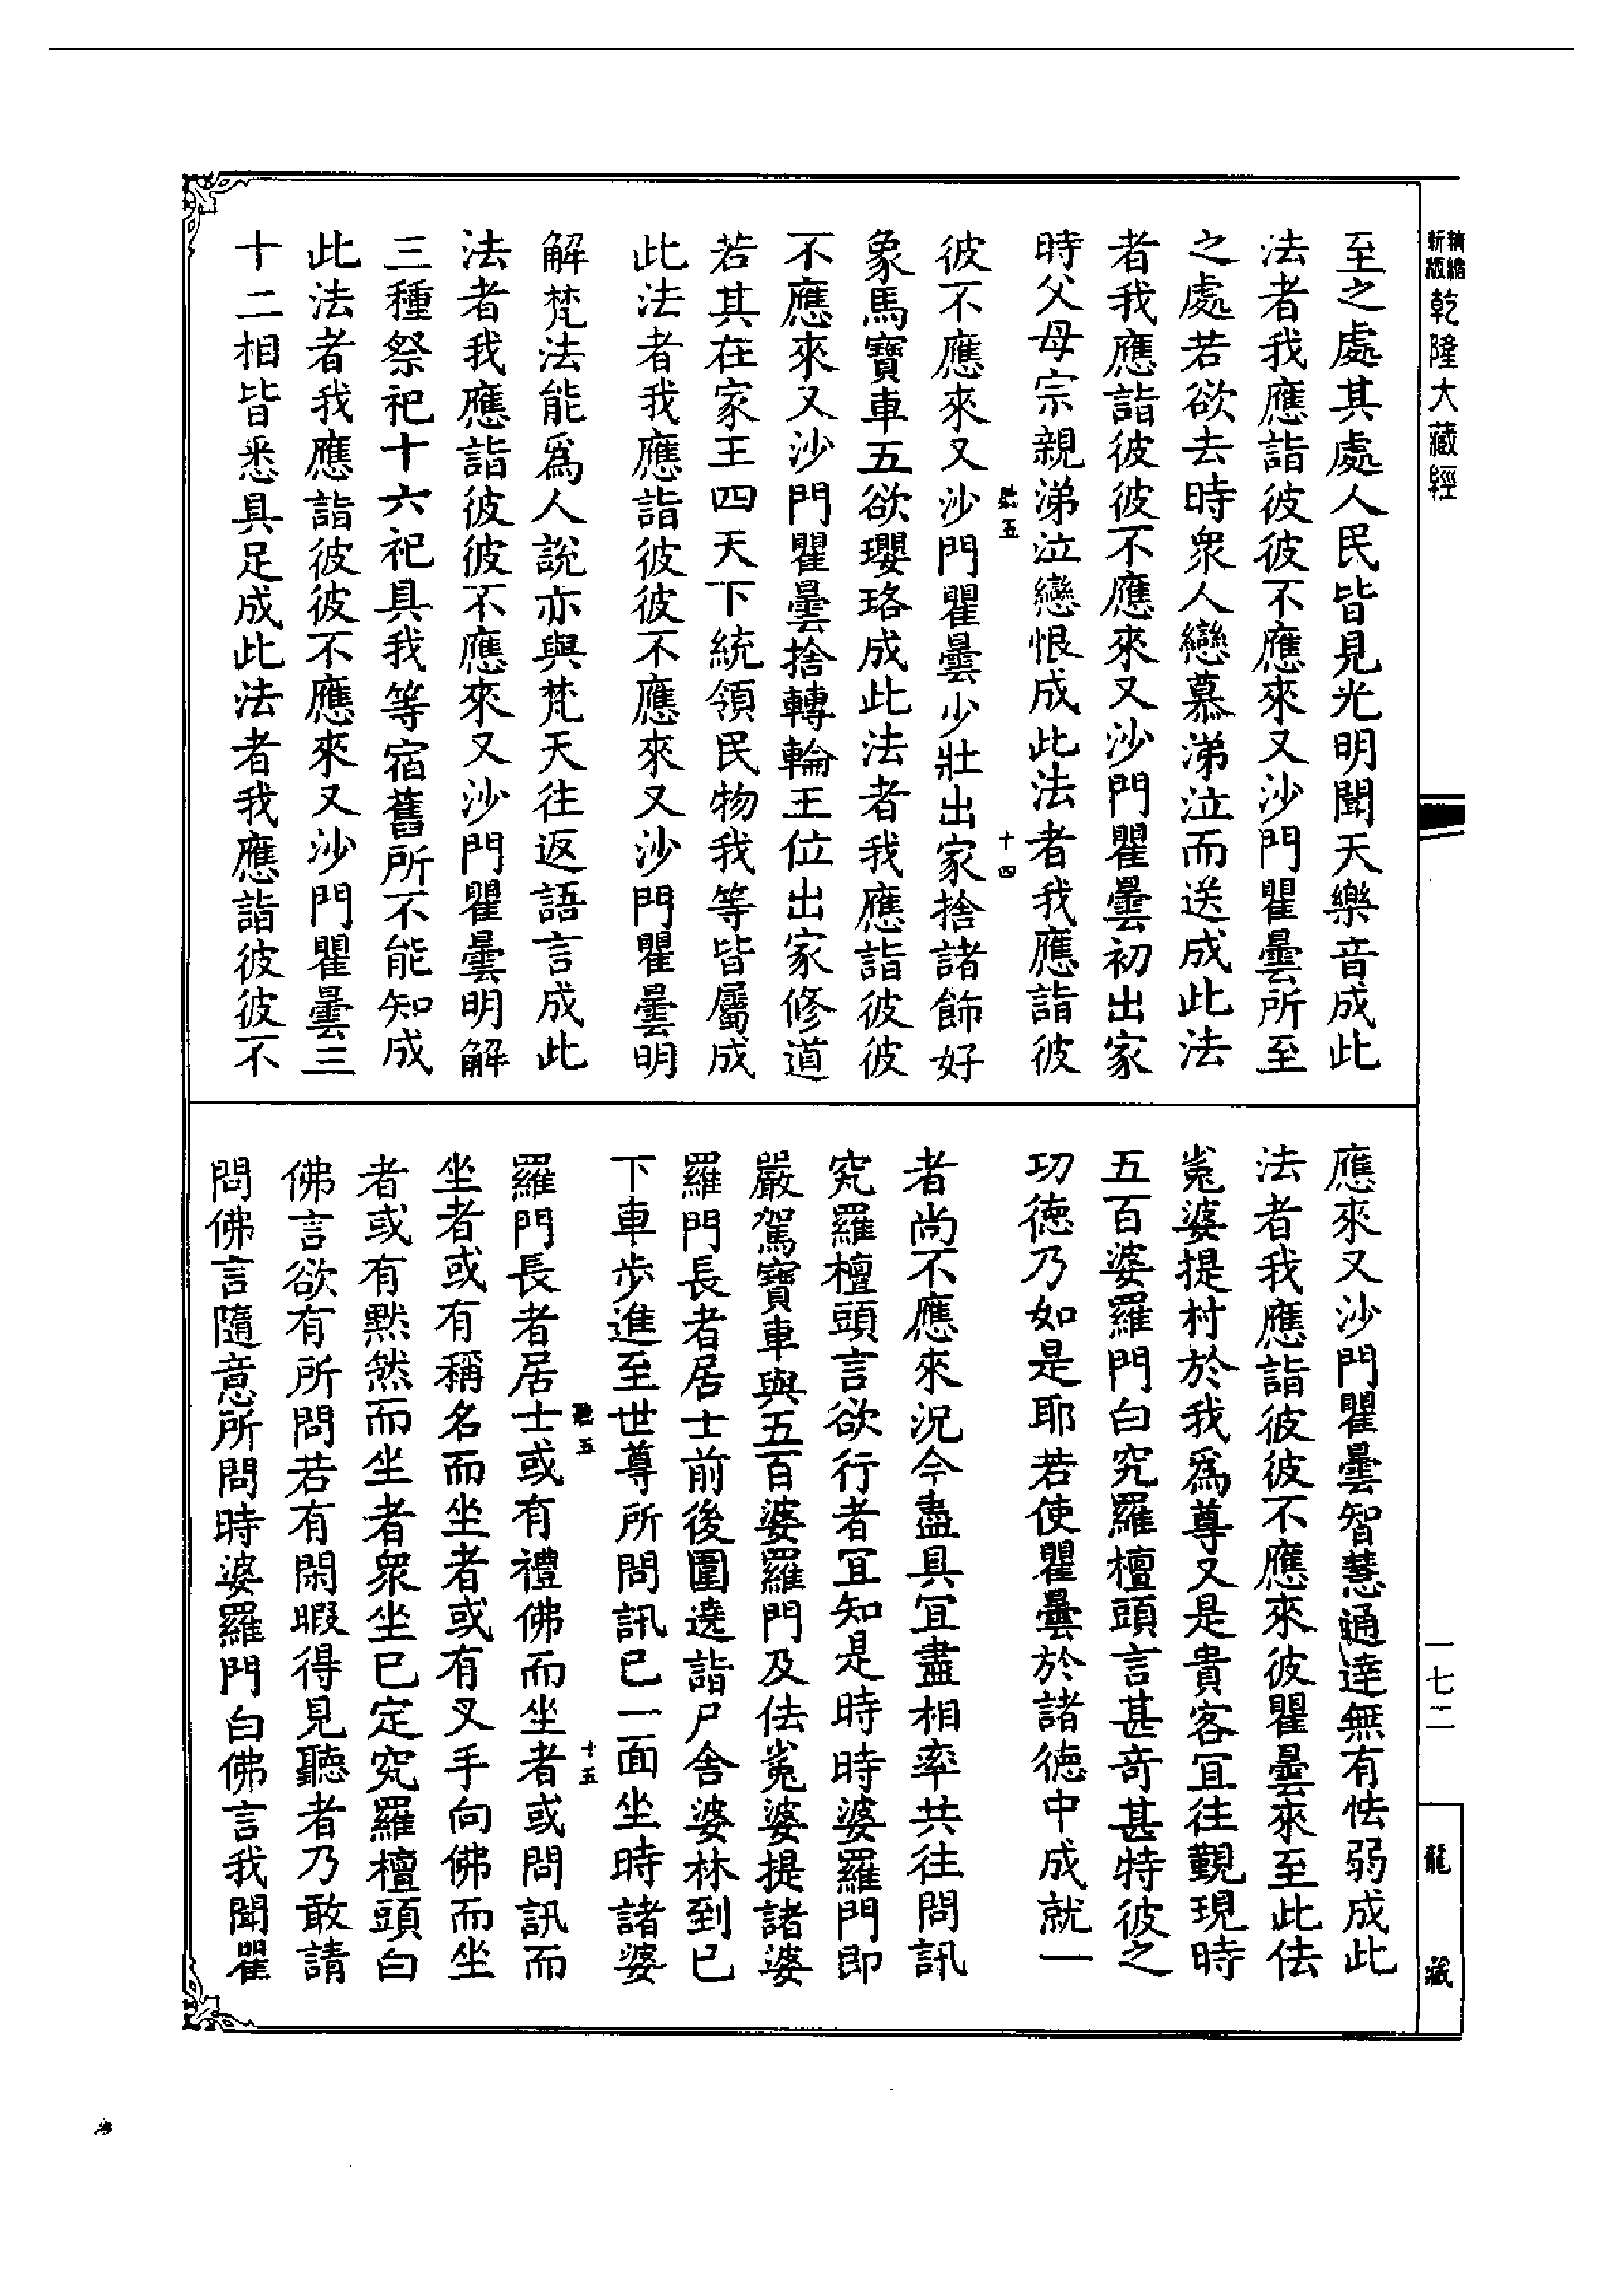 精縮
新版
乾隆大藏經
至之處其處人民皆見光明聞天樂音成此
法者我應詣彼彼不應來又沙門瞿曇所至
之處若欲去時衆人戀慕涕泣而送成此法
者我應詣彼彼不應來又沙門瞿曇初出家
時父母宗親涕泣戀恨成此法者我應詣彼
聽五
十四
彼不應來又沙門瞿曇少壯出家捨諸飾好
象馬寶車五欲瓔珞成此法者我應詣彼彼
不應來又沙門瞿曇捨轉輪王位出家修道
若其在家王四天下統領民物我等皆屬成
此法者我應詣彼彼不應來又沙門瞿曇明
解梵法能爲人說亦與梵天往返語言成此
法者我應詣彼彼不應來又沙門瞿曇明解
三種祭祀十六祀具我等宿舊所不能知成
此法者我應詣彼彼不應來又沙門瞿曇三
十二相皆悉具足成此法者我應詣彼彼不
應來又沙門瞿曇智慧通達無有怯弱成此
法者我應詣彼彼不應來彼瞿曇來至此佉
㝹婆提村於我爲尊又是貴客宜往覲現時
五百婆羅門白究羅檀頭言甚奇甚特彼之
功德乃如是耶若使瞿曇於諸德中成就一
者尚不應來況今盡具宜盡相率共往問訊
究羅檀頭言欲行者宜知是時時婆羅門即
嚴駕寶車與五百婆羅門及佉㝹婆提諸婆
羅門長者居士前後圍遶詣尸舍婆林到已
下車步進至世尊所問訊已一面坐時諸婆
聽五
十五
羅門長者居士或有禮佛而坐者或問訊而
坐者或有稱名而坐者或有叉手向佛而坐
者或有默然而坐者衆坐已定究羅檀頭白
佛言欲有所問若有閑暇得見聽者乃敢請
問佛言隨意所問時婆羅門白佛言我聞瞿
一七二
龍藏